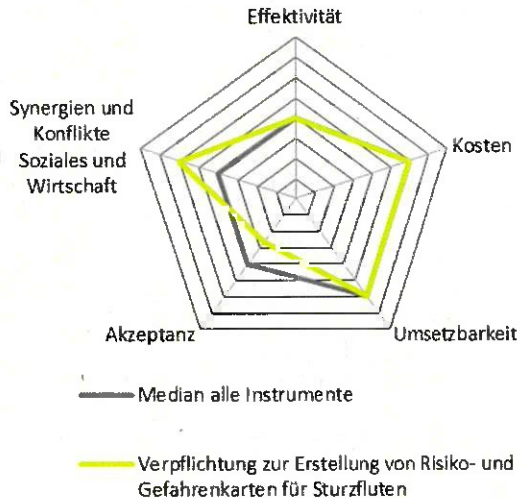 Effektivität
Synergien und
Konflikte
Soziales und
Wirtschaft
Kosten
Akzeptanz
Umsetzbarkeit
Median alle Instrumente
Verpflichtung zur Erstellung von Risiko- und
Gefahrenkarten für Sturzfluten